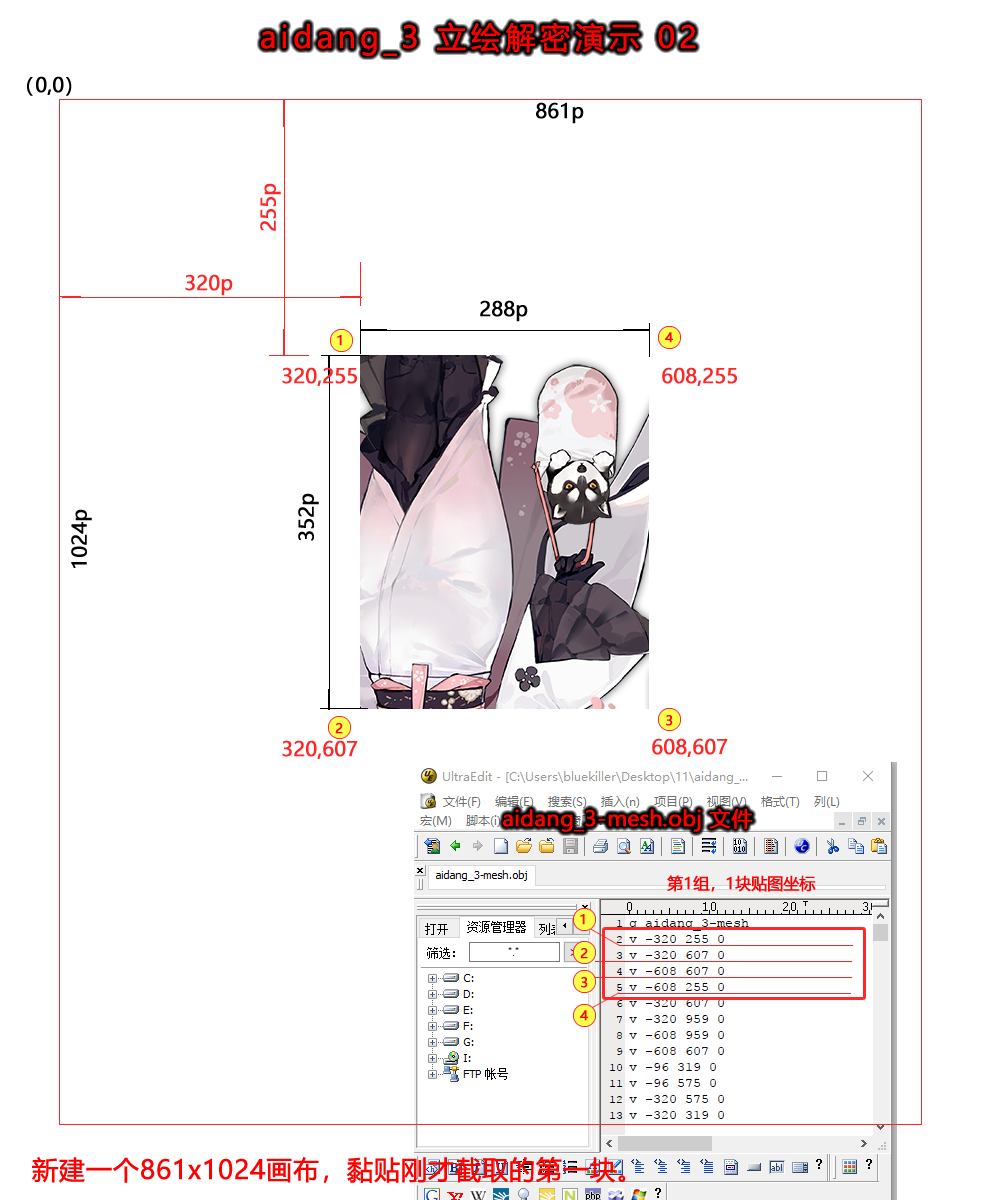 aidang_3 立绘解密演示 02
(0,0)
861p
255p
320p
288p
1
4
320,255
608,255
352p
1024p
2
3
320,607
608,607
UltraEdit - [C:\Users\bluekiller\Desktop\11\aidang_...
文件(F) 编辑(E) 搜索(S) 插入(n) 项目(P) 视图(V) 格式(T) 列(L)
宏(M) 脚本(i)
aidang_3-mesh.obj 文件
aidang_3-mesh.obj
第1组，1块贴图坐标
0 10 20 3
打开 资源管理器 列表
筛选： *.*
C:
D:
E:
F:
G:
I:
FTP 帐号
1
2
3
4
1 g aidang_3-mesh
2 v -320 255 0
3 v -320 607 0
4 v -608 607 0
5 v -608 255 0
6 v -320 607 0
7 v -320 959 0
8 v -608 959 0
9 v -608 607 0
10 v -96 319 0
11 v -96 575 0
12 v -320 575 0
13 v -320 319 0
新建一个861x1024画布，黏贴刚才截取的第一块。